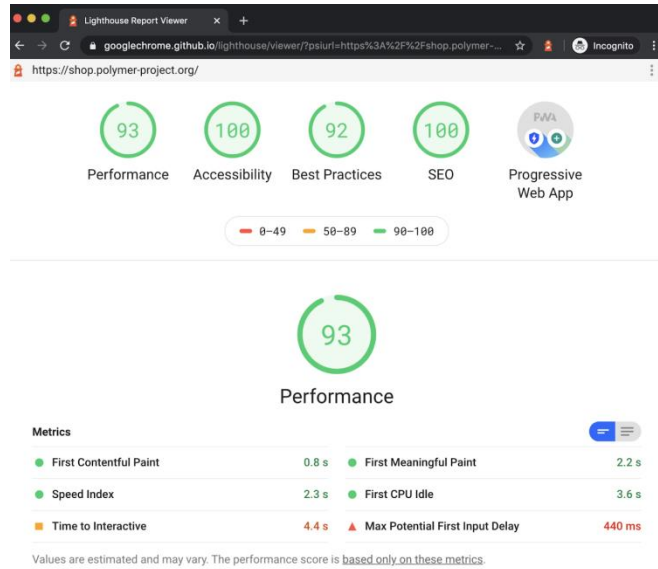 Lighthouse Report Viewer
googlechrome.github.io/lighthouse/viewer/?psiurl=https%3A%2F%2Fshop.polymer-... Incognito
https://shop.polymer-project.org/
93 100 92 100 PWA
Performance Accessibility Best Practices SEO Progressive
Web App
0–49 50–89 90–100
93
Performance
Metrics
First Contentful Paint 0.8 s First Meaningful Paint 2.2 s
Speed Index 2.3 s First CPU Idle 3.6 s
Time to Interactive 4.4 s Max Potential First Input Delay 440 ms
Values are estimated and may vary. The performance score is based only on these metrics.